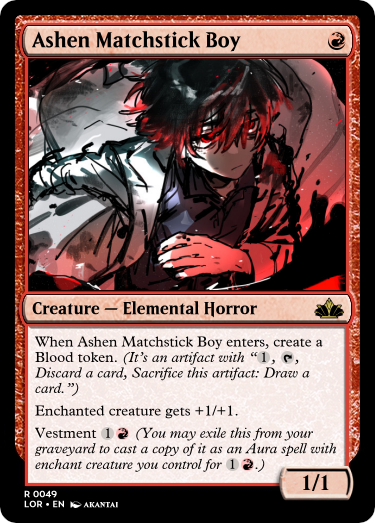 Ashen Matchstick Boy
Creature — Elemental Horror
When Ashen Matchstick Boy enters, create a
Blood token. (It's an artifact with “1, ,
Discard a card, Sacrifice this artifact: Draw a
card.”)
Enchanted creature gets +1/+1.
Vestment 1 (You may exile this from your
graveyard to cast a copy of it as an Aura spell with
enchant creature you control for 1 .)
1/1
R 0049
LOR • EN AKANTAI